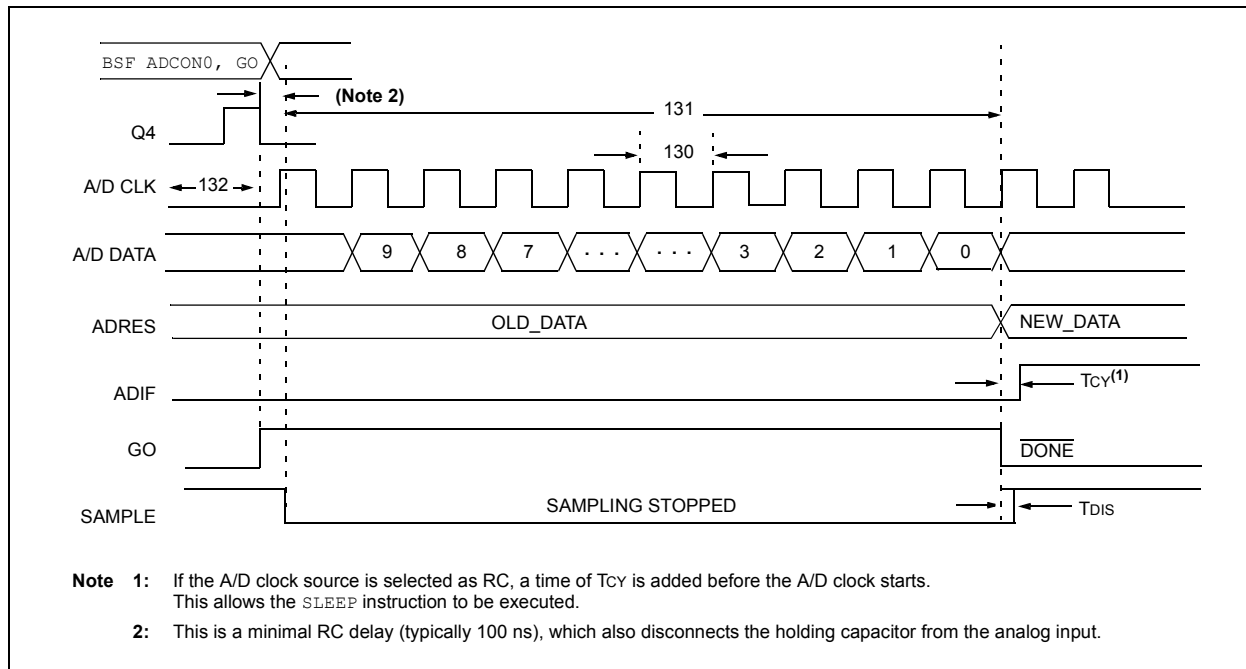 BSF ADCON0, GO
(Note 2)
131
Q4
130
A/D CLK
132
A/D DATA
9 8 7 . . . . . . 3 2 1 0
ADRES
OLD_DATA
NEW_DATA
ADIF
TCY(1)
GO
DONE
SAMPLE
SAMPLING STOPPED
TDIS
Note 1: If the A/D clock source is selected as RC, a time of TCY is added before the A/D clock starts.
This allows the SLEEP instruction to be executed.
2: This is a minimal RC delay (typically 100 ns), which also disconnects the holding capacitor from the analog input.